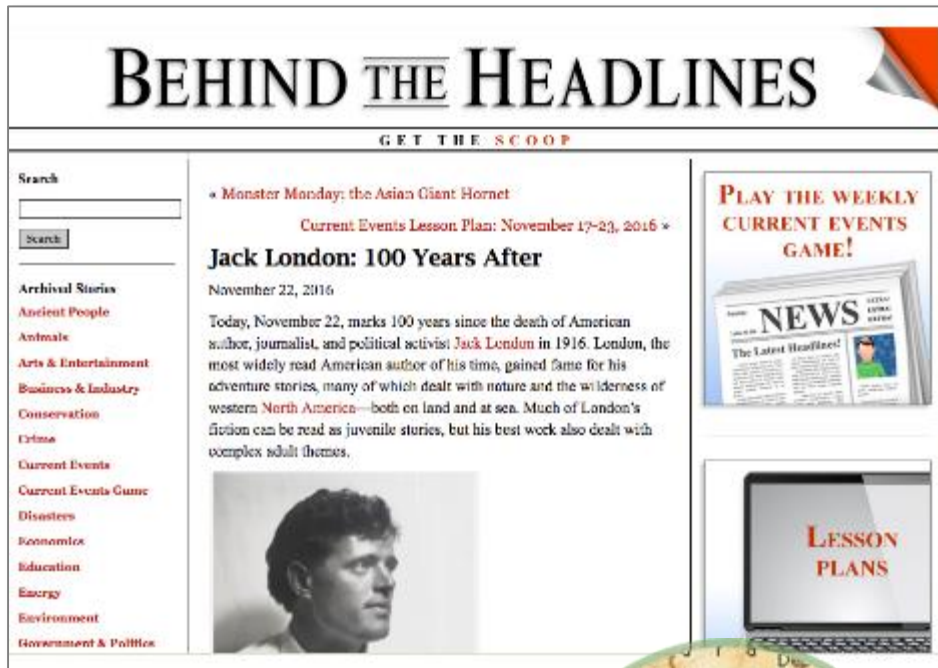 BEHIND THE HEADLINES
GET THE SCOOP
Search
Search
Archived Stories
Ancient People
Animals
Arts & Entertainment
Business & Industry
Conservation
Crime
Current Events
Current Events Game
Disasters
Economics
Education
Energy
Environment
Government & Politics
« Monster Monday: the Asian Giant Hornet
Current Events Lesson Plan: November 17-23, 2016 »
Jack London: 100 Years After
November 22, 2016
Today, November 22, marks 100 years since the death of American
author, journalist, and political activist Jack London in 1916. London, the
most widely read American author of his time, gained fame for his
adventure stories, many of which dealt with nature and the wilderness of
western North America—both on land and at sea. Much of London's
fiction can be read as juvenile stories, but his best work also dealt with
complex adult themes.
PLAY THE WEEKLY
CURRENT EVENTS
GAME!
NEWS
The Latest Headlines!
LESSON
PLANS